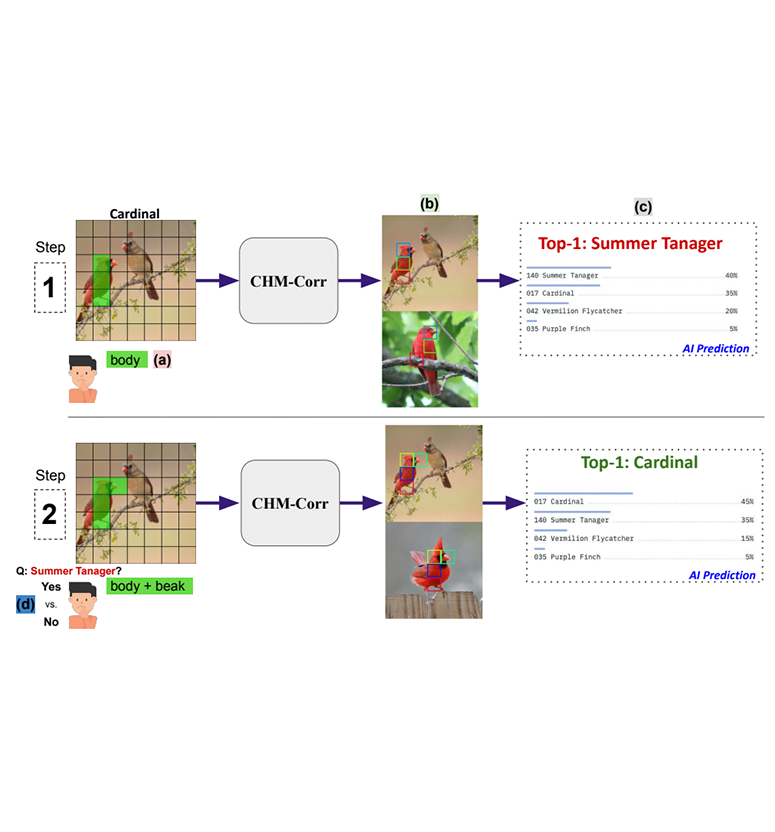 Cardinal
(b)
(c)
Step
1
CHM-Corr
Top-1: Summer Tanager
140 Summer Tanager 40%
017 Cardinal 35%
042 Vermilion Flycatcher 20%
035 Purple Finch 5%
AI Prediction
body (a)
Step
2
CHM-Corr
Top-1: Cardinal
017 Cardinal 45%
140 Summer Tanager 35%
042 Vermilion Flycatcher 15%
035 Purple Finch 5%
AI Prediction
Q: Summer Tanager?
Yes
body + beak
(d) vs.
No